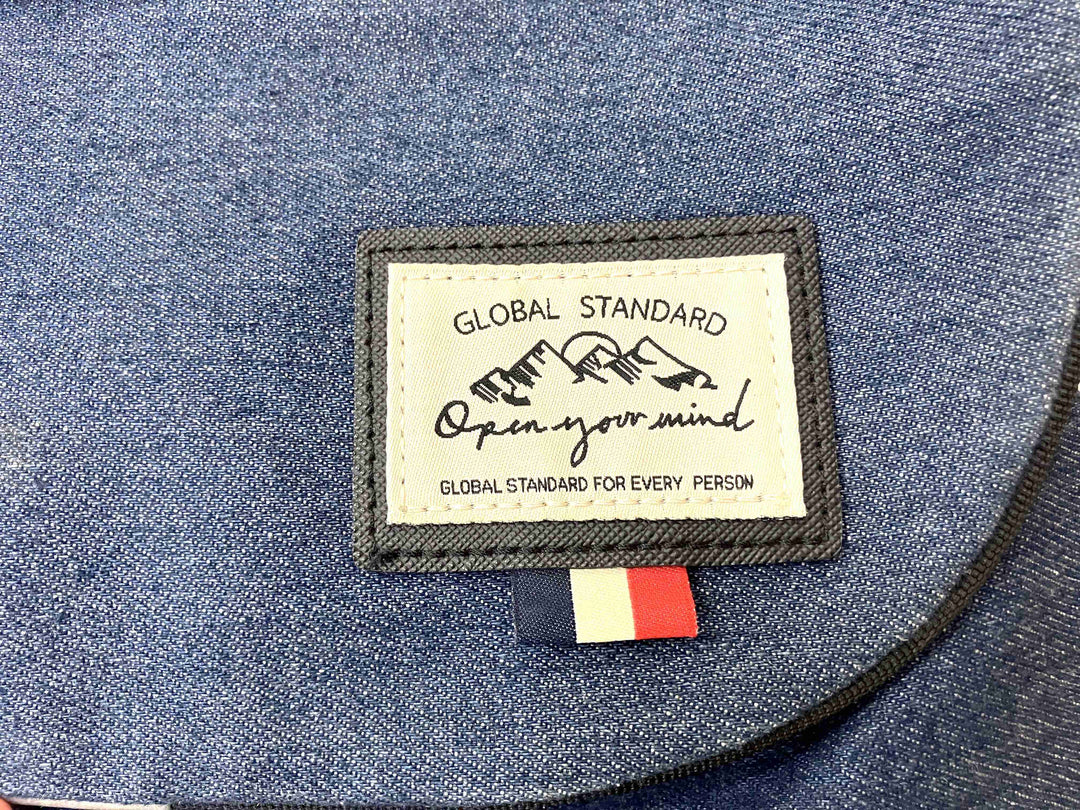 GLOBAL STANDARD
Open your mind
GLOBAL STANDARD FOR EVERY PERSON